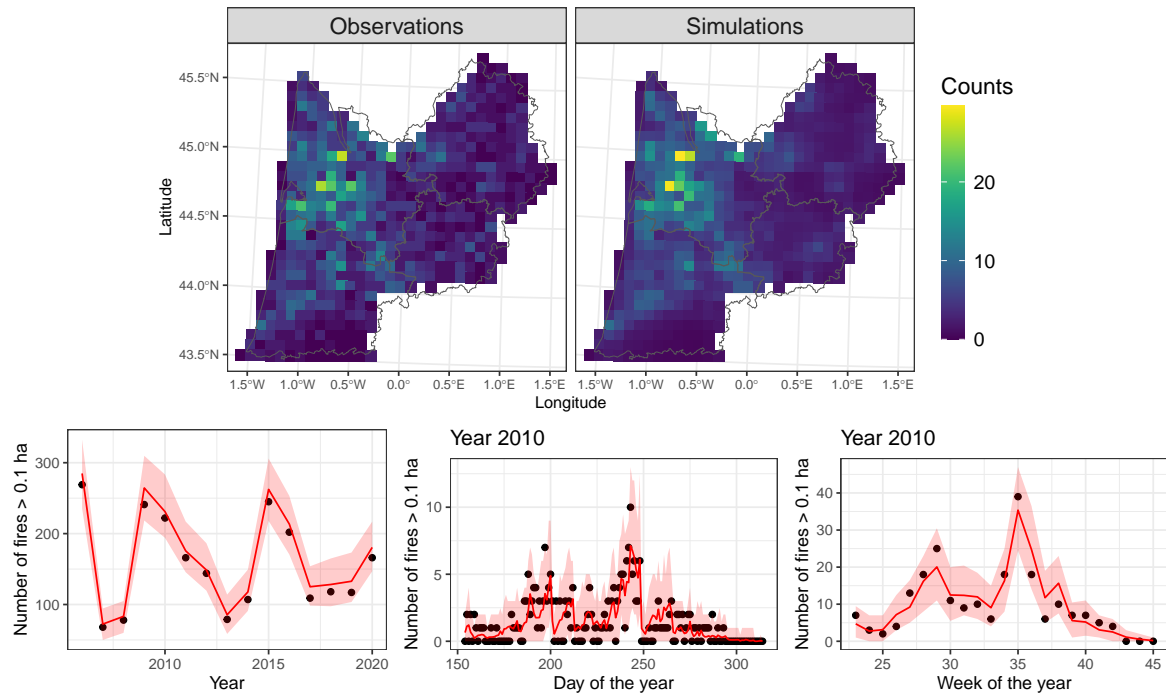 Observations
Simulations
45.5°N
45.0°N
44.5°N
44.0°N
43.5°N
Latitude
1.5°W 1.0°W 0.5°W 0.0° 0.5°E 1.0°E 1.5°E
1.5°W 1.0°W 0.5°W 0.0° 0.5°E 1.0°E 1.5°E
Longitude
Counts
20
10
0
Number of fires > 0.1 ha
300
200
100
2010 2015 2020
Year
Year 2010
Number of fires > 0.1 ha
10
5
0
150 200 250 300
Day of the year
Year 2010
Number of fires > 0.1 ha
40
30
20
10
0
25 30 35 40 45
Week of the year